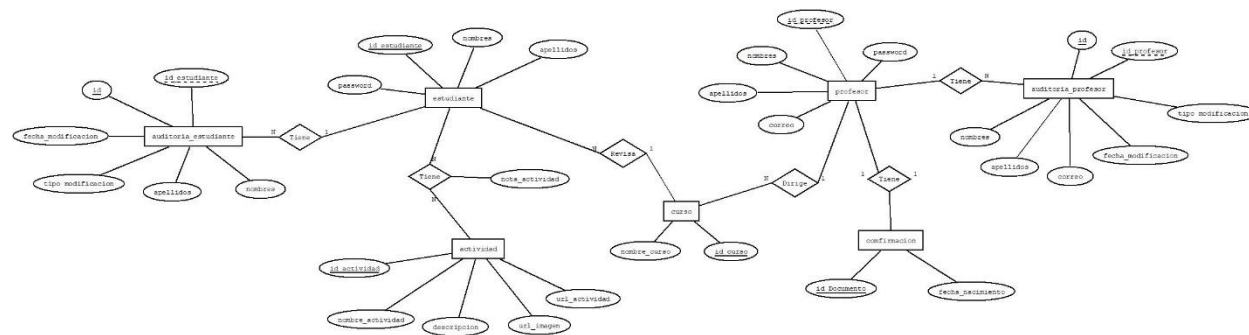 id_profesor
nombres
id_estudiante
apellidos
nombres
password
id
id_profesor
id_estudiante
id
password
estudiante
apellidos
profesor
1
Tiene
N
auditoria_profesor
fecha_modificacion
auditoria_estudiante
N
Tiene
1
correo
tipo modificacion
nombres
apellidos
correo
fecha_modificacion
tipo modificacion
apellidos
nombres
N
Tiene
N
nota_actividad
N
Revisa
1
N
Dirige
1
1
Tiene
1
curso
nombre_curso
id_curso
actividad
id_actividad
nombre_actividad
descripcion
url_imagen
url_actividad
comfirmacion
id_Documento
fecha_nacimiento